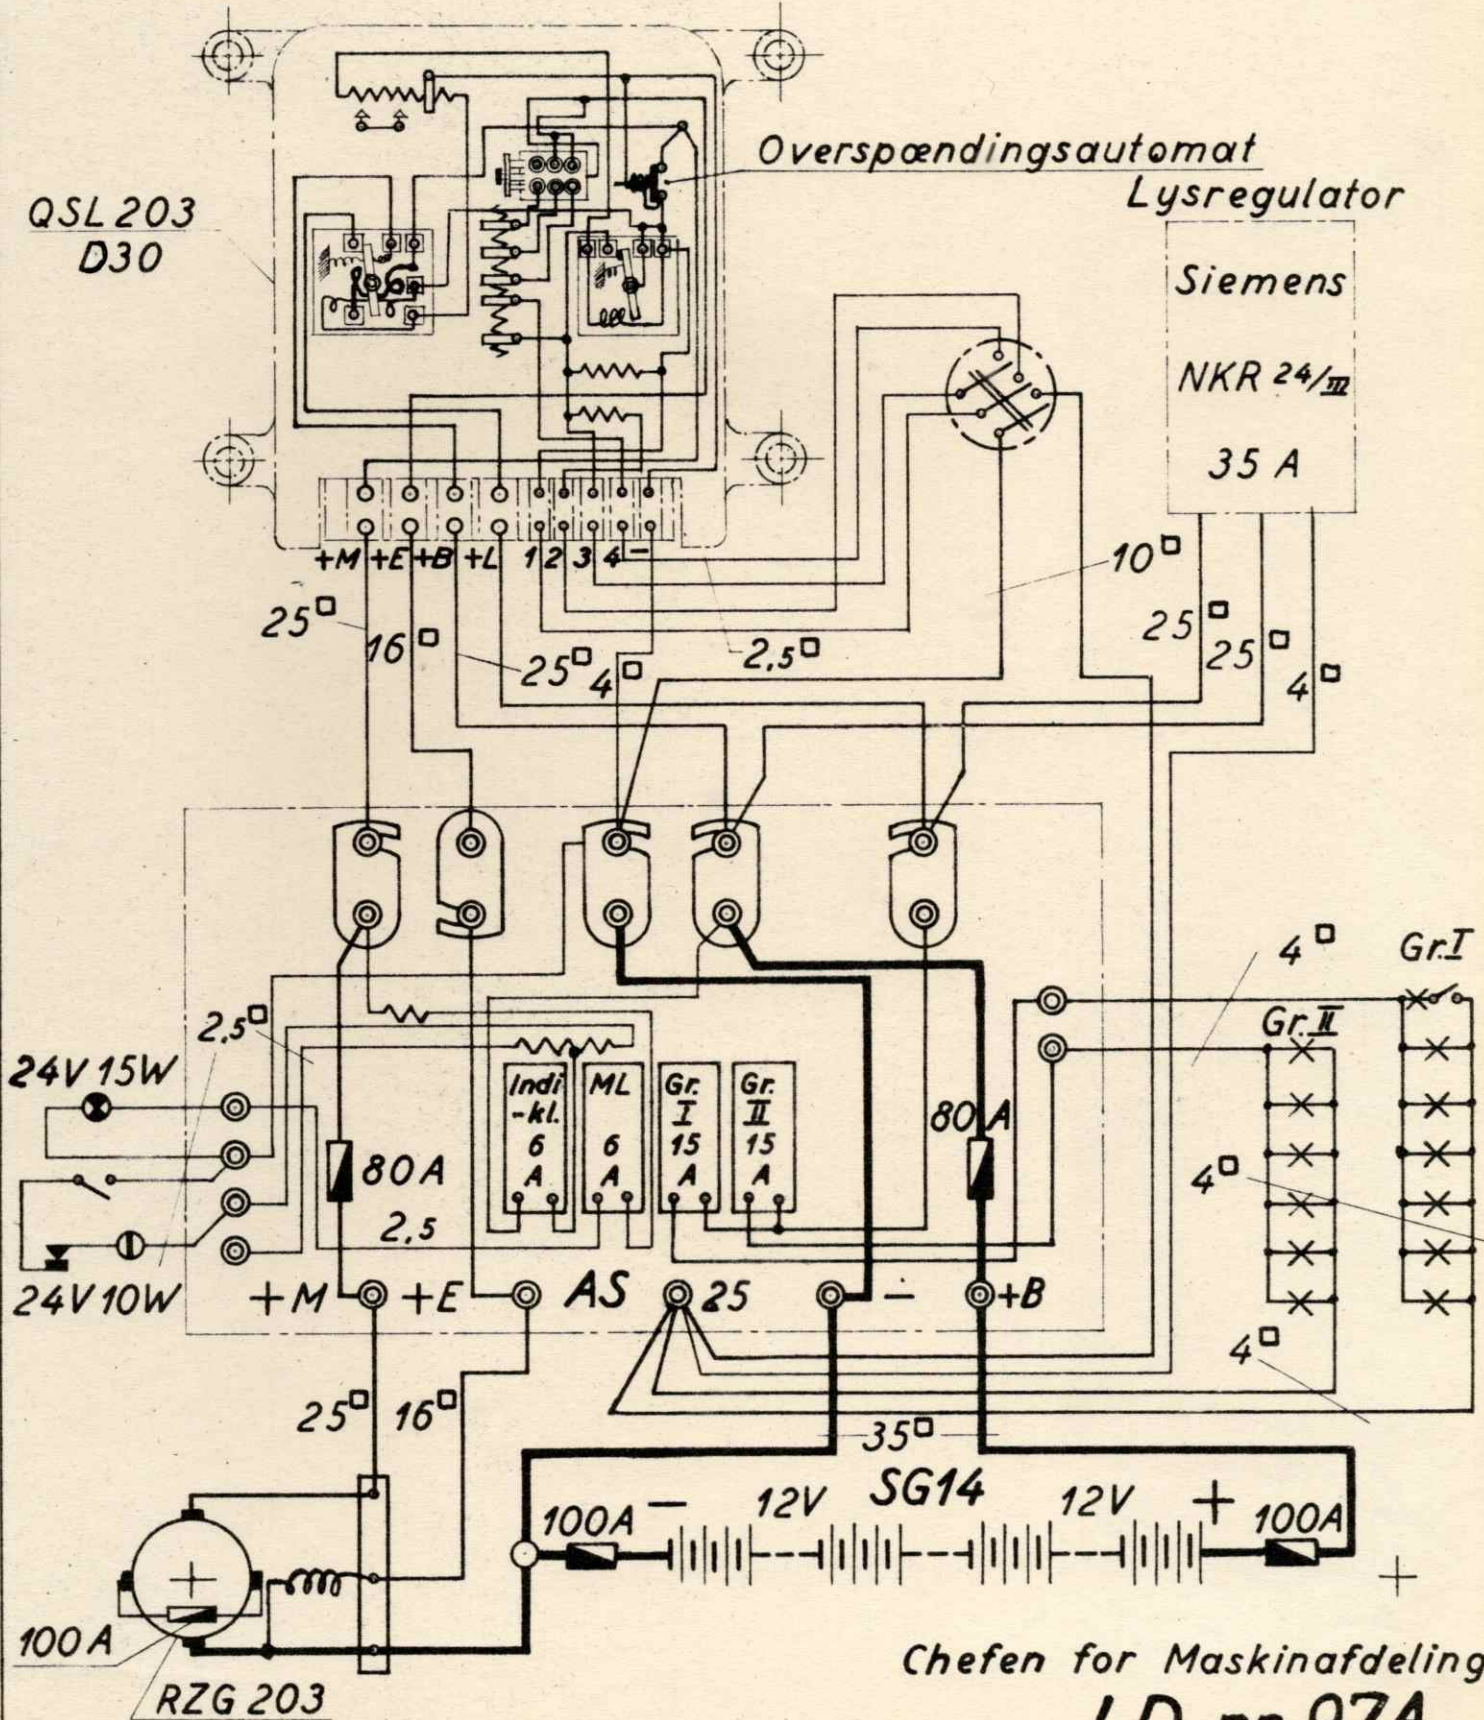 Overspændingsautomat
Lysregulator
QSL 203
D30
Siemens
NKR 24/III
35 A
+M +E +B +L 1 2 3 4 -
10□
25□
16□
25□
4□
2,5□
25□
25□
4□
4□
Gr. I
Gr. II
2,5□
24V 15W
Indi
-kl.
6
A
ML
6
A
Gr.
I
15
A
Gr.
II
15
A
80 A
80 A
4□
2,5
24V 10W
+M +E AS 25 - +B
4□
25□ 16□
35□
SG14
100A - 12V 12V + 100A
100 A
RZG 203
Chefen for Maskinafdeling